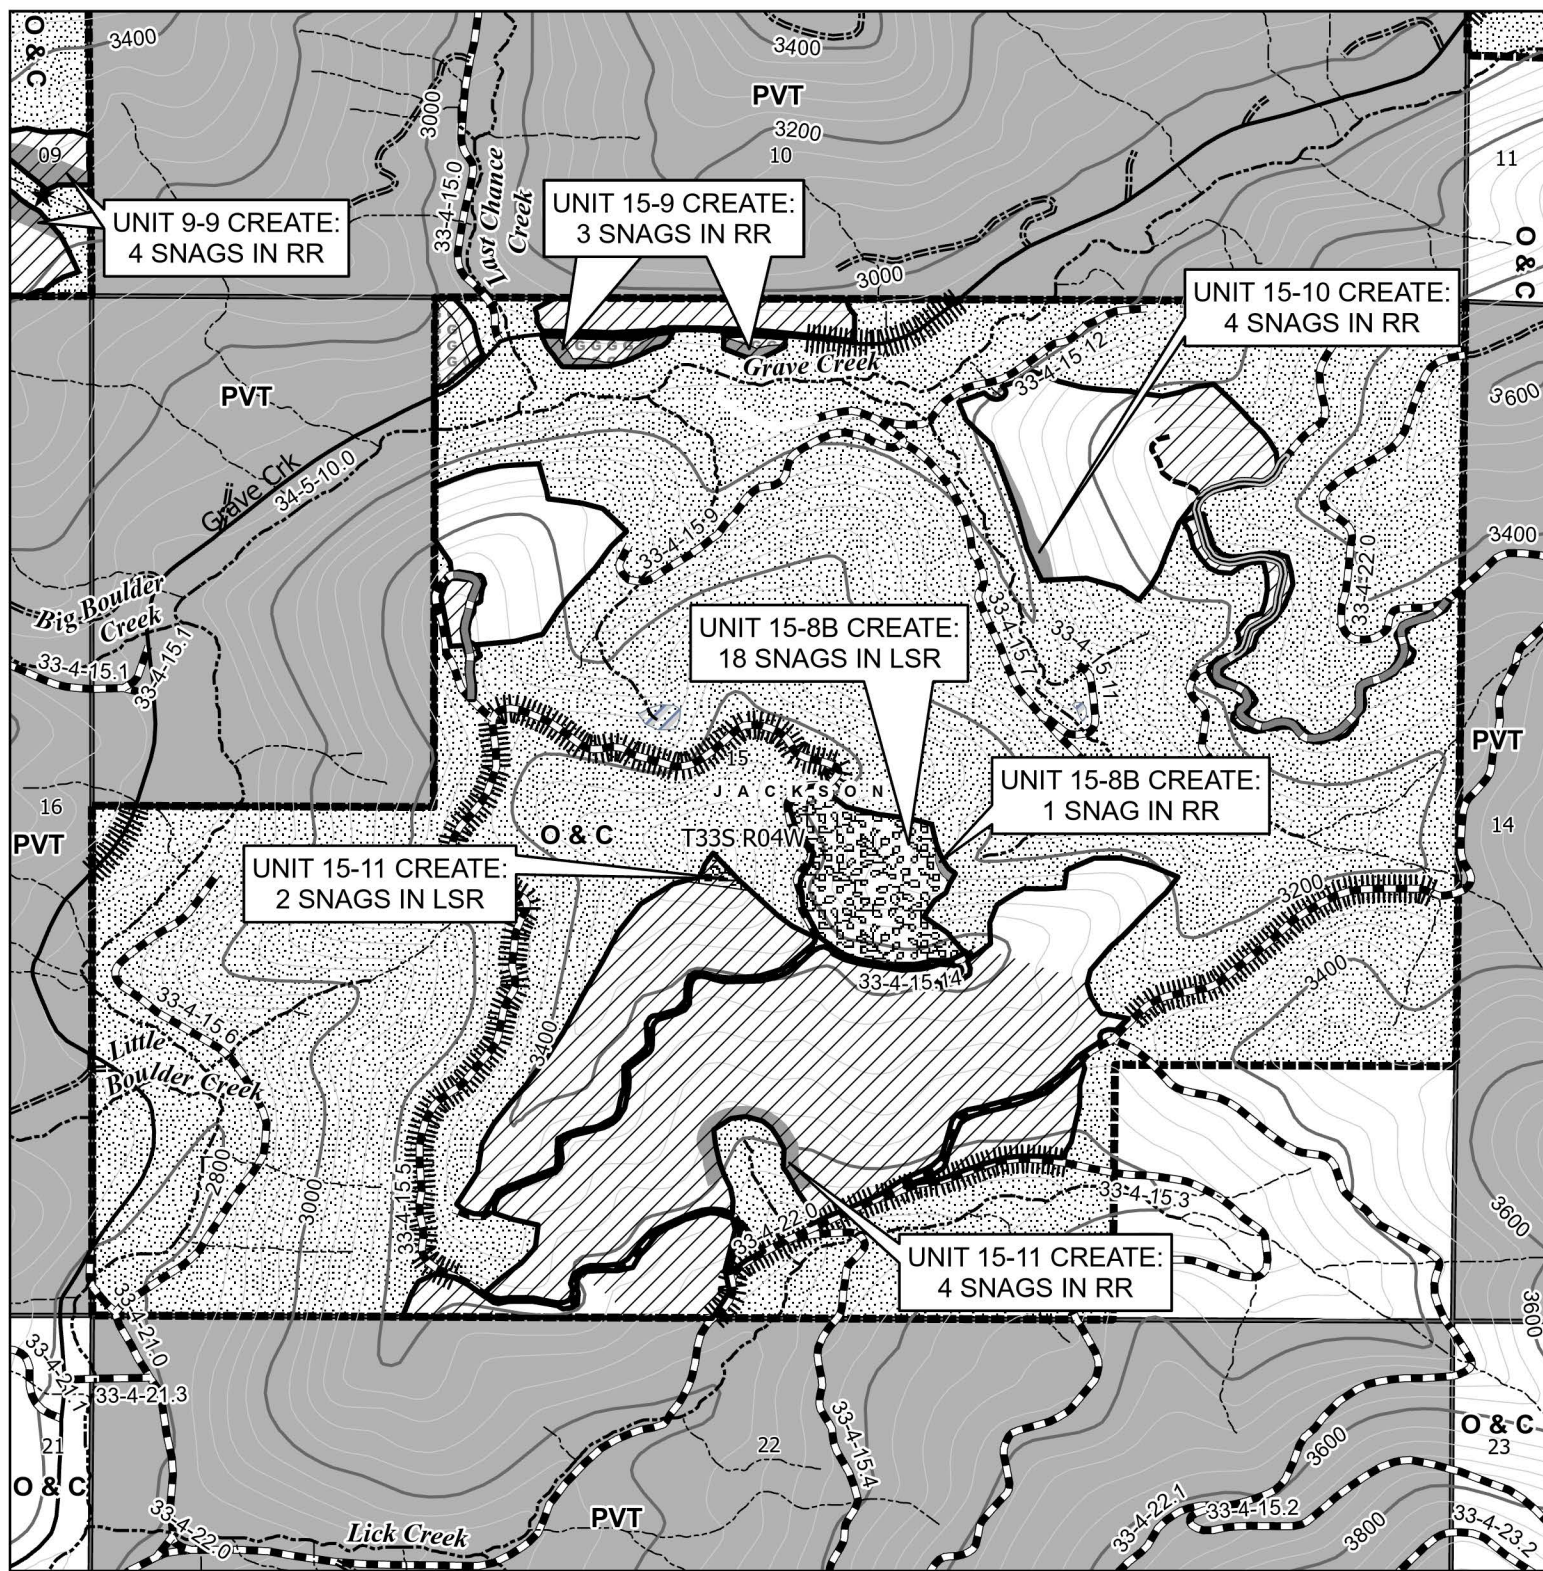 O & C
3400
3400
PVT
3200
10
3000
33-4-15.0
Last Chance
Creek
09
11
UNIT 9-9 CREATE:
4 SNAGS IN RR
UNIT 15-9 CREATE:
3 SNAGS IN RR
O & C
3000
UNIT 15-10 CREATE:
4 SNAGS IN RR
G G G
G G G G
G G
Grave Creek
33-4-15.12
PVT
3600
Grave Crk
34-5-10.0
33-4-15.9
3400
33-4-22.0
Big Boulder
Creek
33-4-15.1
33-4-15.1
UNIT 15-8B CREATE:
18 SNAGS IN LSR
33-4-15.7
33-4-15.11
PVT
15
JACKSON
UNIT 15-8B CREATE:
1 SNAG IN RR
16
PVT
O & C
T33S R04W
14
UNIT 15-11 CREATE:
2 SNAGS IN LSR
3200
33-4-15.14
3400
33-4-15.6
Little
Boulder Creek
3400
2800
3000
33-4-15.5
33-4-22.0
33-4-15.3
3600
UNIT 15-11 CREATE:
4 SNAGS IN RR
33-4-21.0
3600
33-4-21.3
33-4-15.4
21
22
O & C
23
O & C
3600
33-4-22.0
Lick Creek
PVT
33-4-22.1
33-4-15.2
3800
33-4-23.2